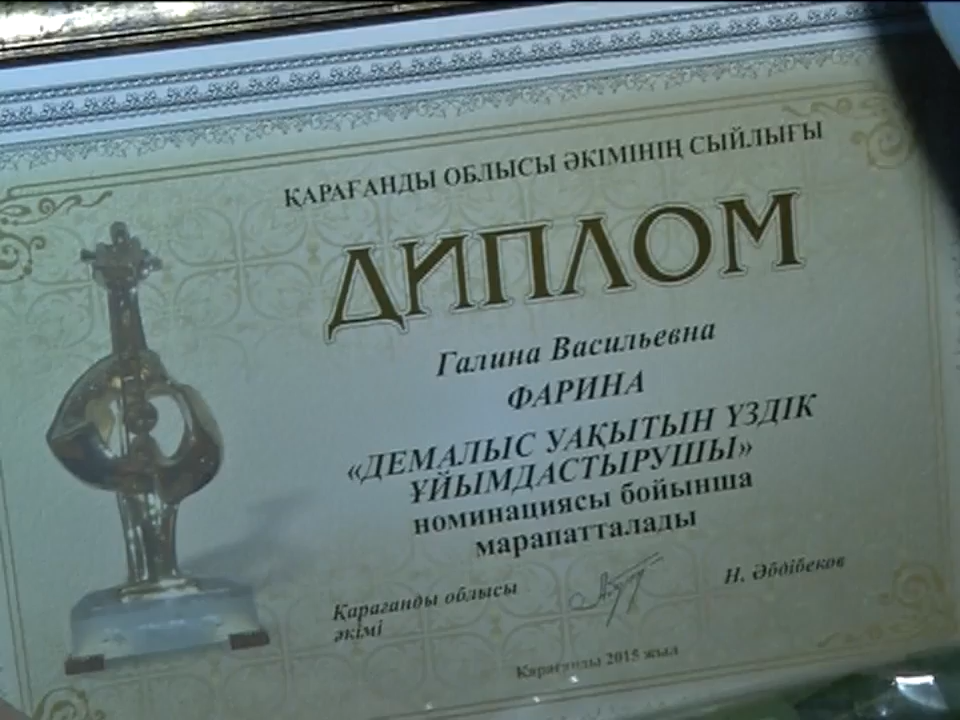 ҚАРАҒАНДЫ ОБЛЫСЫ ӘКІМІНІҢ СЫЙЛЫҒЫ
ДИПЛОМ
Галина Васильевна
ФАРИНА
«ДЕМАЛЫС УАҚЫТЫН ҮЗДІК
ҰЙЫМДАСТЫРУШЫ»
номинациясы бойынша
марапатталады
Қарағанды облысы
әкімі
Н. Әбдібеков
Қарағанды 2015 жыл